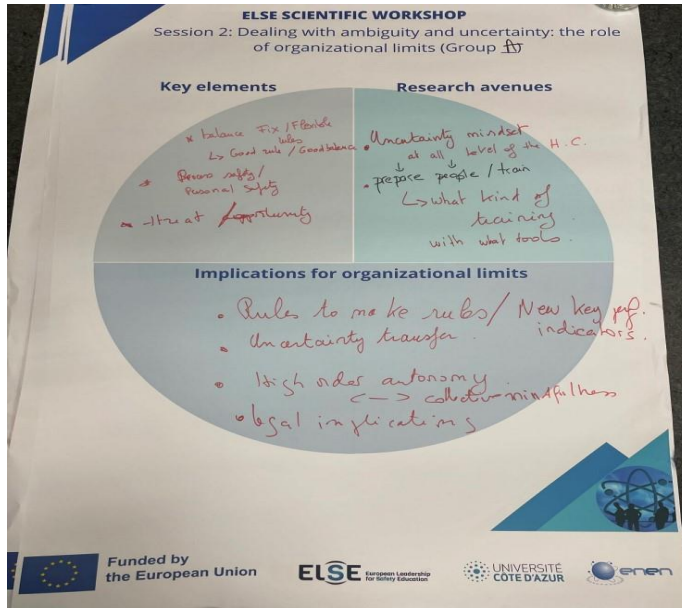 ELSE SCIENTIFIC WORKSHOP
Session 2: Dealing with ambiguity and uncertainty: the role
of organizational limits (Group A)
Key elements
x balance Fix / Flexible
rules
↳ Good rule / Good balance
• Process safety /
Personal safety
• threat / opportunity
Research avenues
• Uncertainty mindset
at all level of the H.C.
↓ ↓
• prepare people / train
↳ what kind of
training
with what tools.
Implications for organizational limits
• Rules to make rules / New key perf.
indicators.
• Uncertainty transfer.
• High order autonomy.
<—> collective mindfulness
• legal implications
Funded by
the European Union
ELSE European Leadership
for Safety Education
UNIVERSITÉ
CÔTE D'AZUR
enen